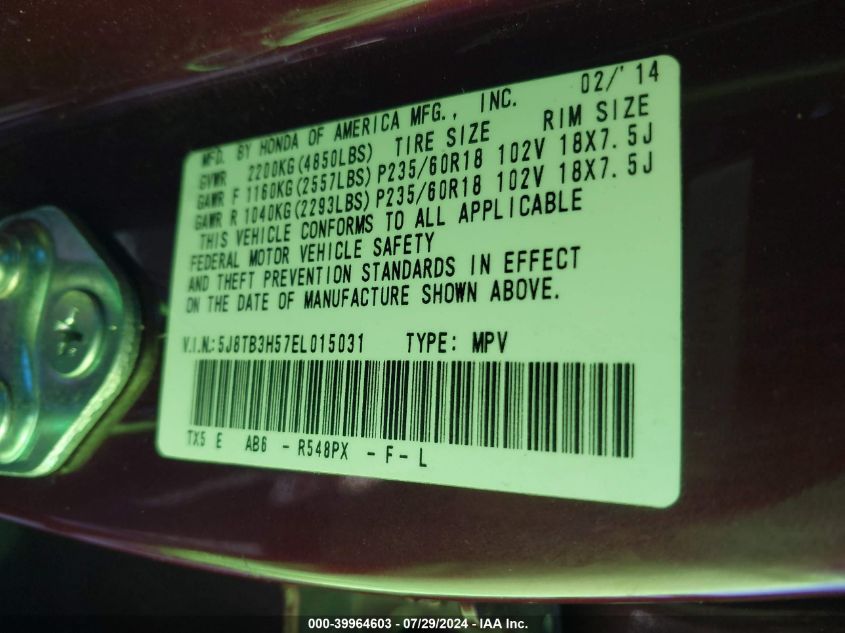 MFD. BY HONDA OF AMERICA MFG., INC. 02/'14
GVWR 2200KG(4850LBS) TIRE SIZE RIM SIZE
GAWR F 1160KG(2557LBS) P235/60R18 102V 18X7.5J
GAWR R 1040KG(2293LBS) P235/60R18 102V 18X7.5J
THIS VEHICLE CONFORMS TO ALL APPLICABLE
FEDERAL MOTOR VEHICLE SAFETY
AND THEFT PREVENTION STANDARDS IN EFFECT
ON THE DATE OF MANUFACTURE SHOWN ABOVE.
V.I.N.: 5J8TB3H57EL015031 TYPE: MPV
TX5 E AB6 - R548PX - F - L
000-39964603 / 07/29/2024 - IAA Inc.